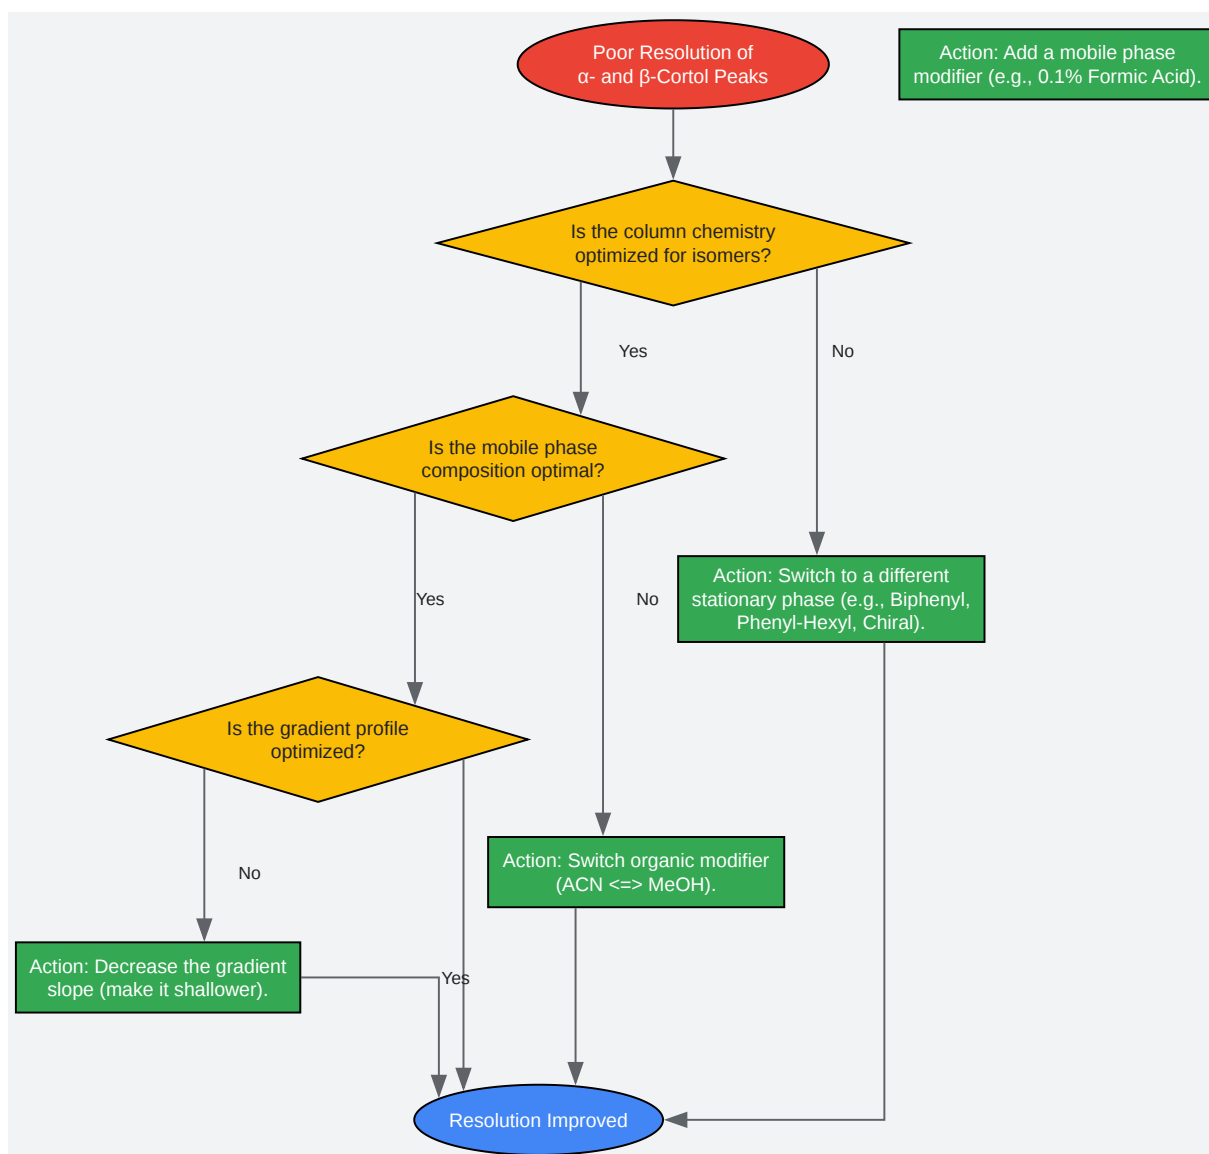 Poor Resolution of
α- and β-Cortol Peaks
Action: Add a mobile phase
modifier (e.g., 0.1% Formic Acid).
Is the column chemistry
optimized for isomers?
Yes
No
Is the mobile phase
composition optimal?
Yes
No
Action: Switch to a different
stationary phase (e.g., Biphenyl,
Phenyl-Hexyl, Chiral).
Is the gradient profile
optimized?
No
Action: Switch organic modifier
(ACN <=> MeOH).
Action: Decrease the gradient
slope (make it shallower).
Yes
Resolution Improved